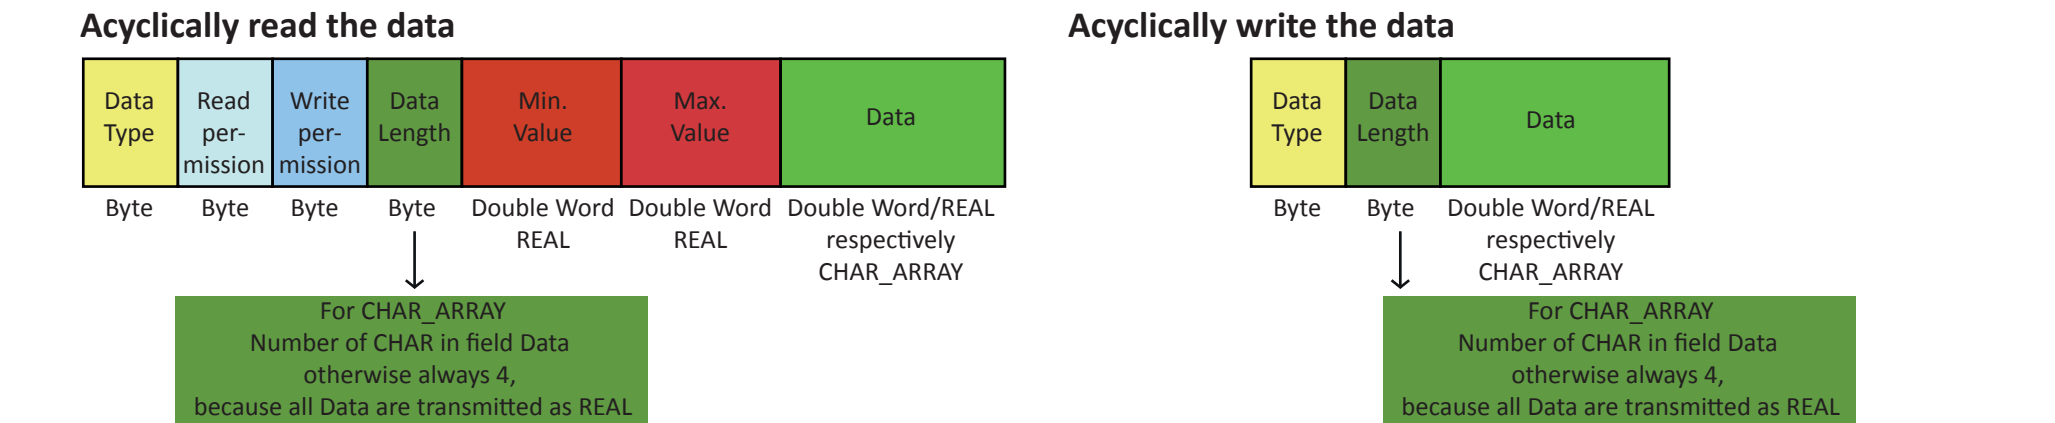 Acyclically read the data
Data
Type
Read
per-
mission
Write
per-
mission
Data
Length
Min.
Value
Max.
Value
Data
Byte
Byte
Byte
Byte
Double Word
REAL
Double Word
REAL
Double Word/REAL
respectively
CHAR_ARRAY
For CHAR_ARRAY
Number of CHAR in field Data
otherwise always 4,
because all Data are transmitted as REAL
Acyclically write the data
Data
Type
Data
Length
Data
Byte
Byte
Double Word/REAL
respectively
CHAR_ARRAY
For CHAR_ARRAY
Number of CHAR in field Data
otherwise always 4,
because all Data are transmitted as REAL